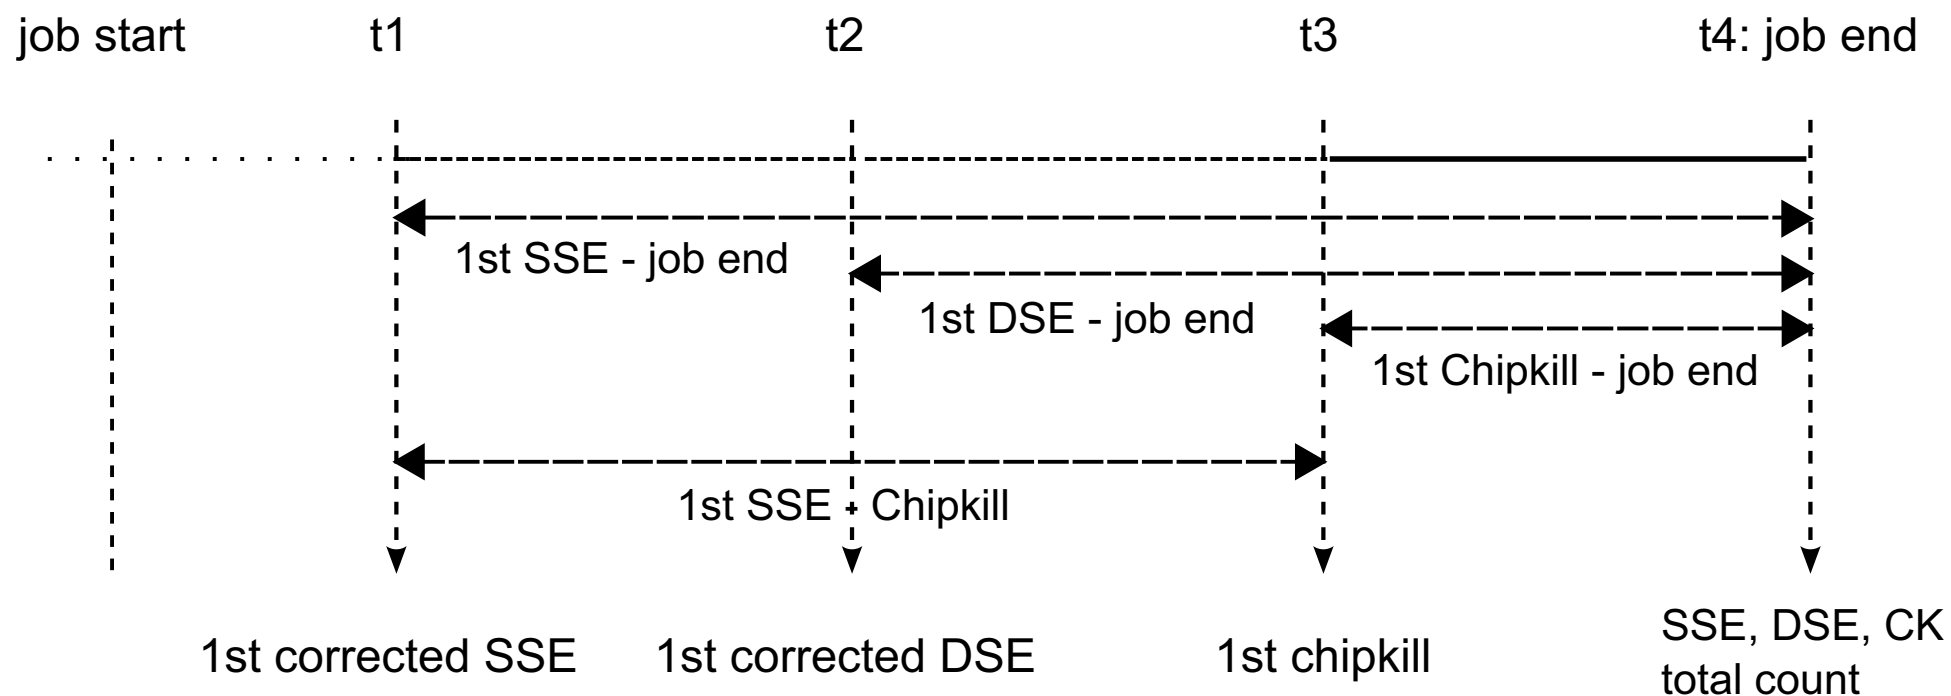 job start
t1
t2
t3
t4: job end
1st SSE - job end
1st DSE - job end
1st Chipkill - job end
1st SSE - Chipkill
1st corrected SSE
1st corrected DSE
1st chipkill
SSE, DSE, CK
total count